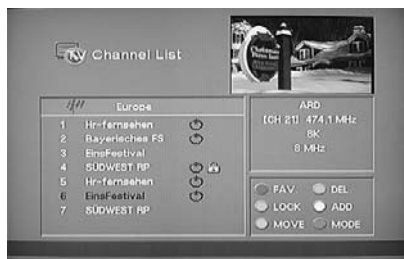 TV Channel List
All Europe
1 Hr-fernsehen
2 Bayerisches FS
3 EinsFestival
4 SÜDWEST RP
5 Hr-fernsehen
6 EinsFestival
7 SÜDWEST RP
ARD
[CH 21] 474.1 MHz
8K
8 MHz
FAV. DEL
LOCK ADD
MOVE MODE